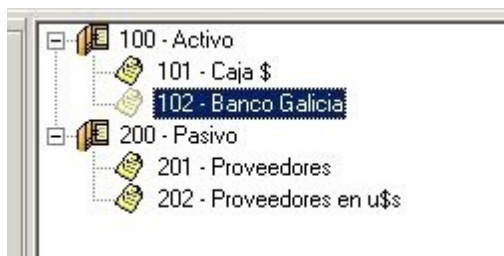 100 - Activo
101 - Caja $
102 - Banco Galicia
200 - Pasivo
201 - Proveedores
202 - Proveedores en u$s